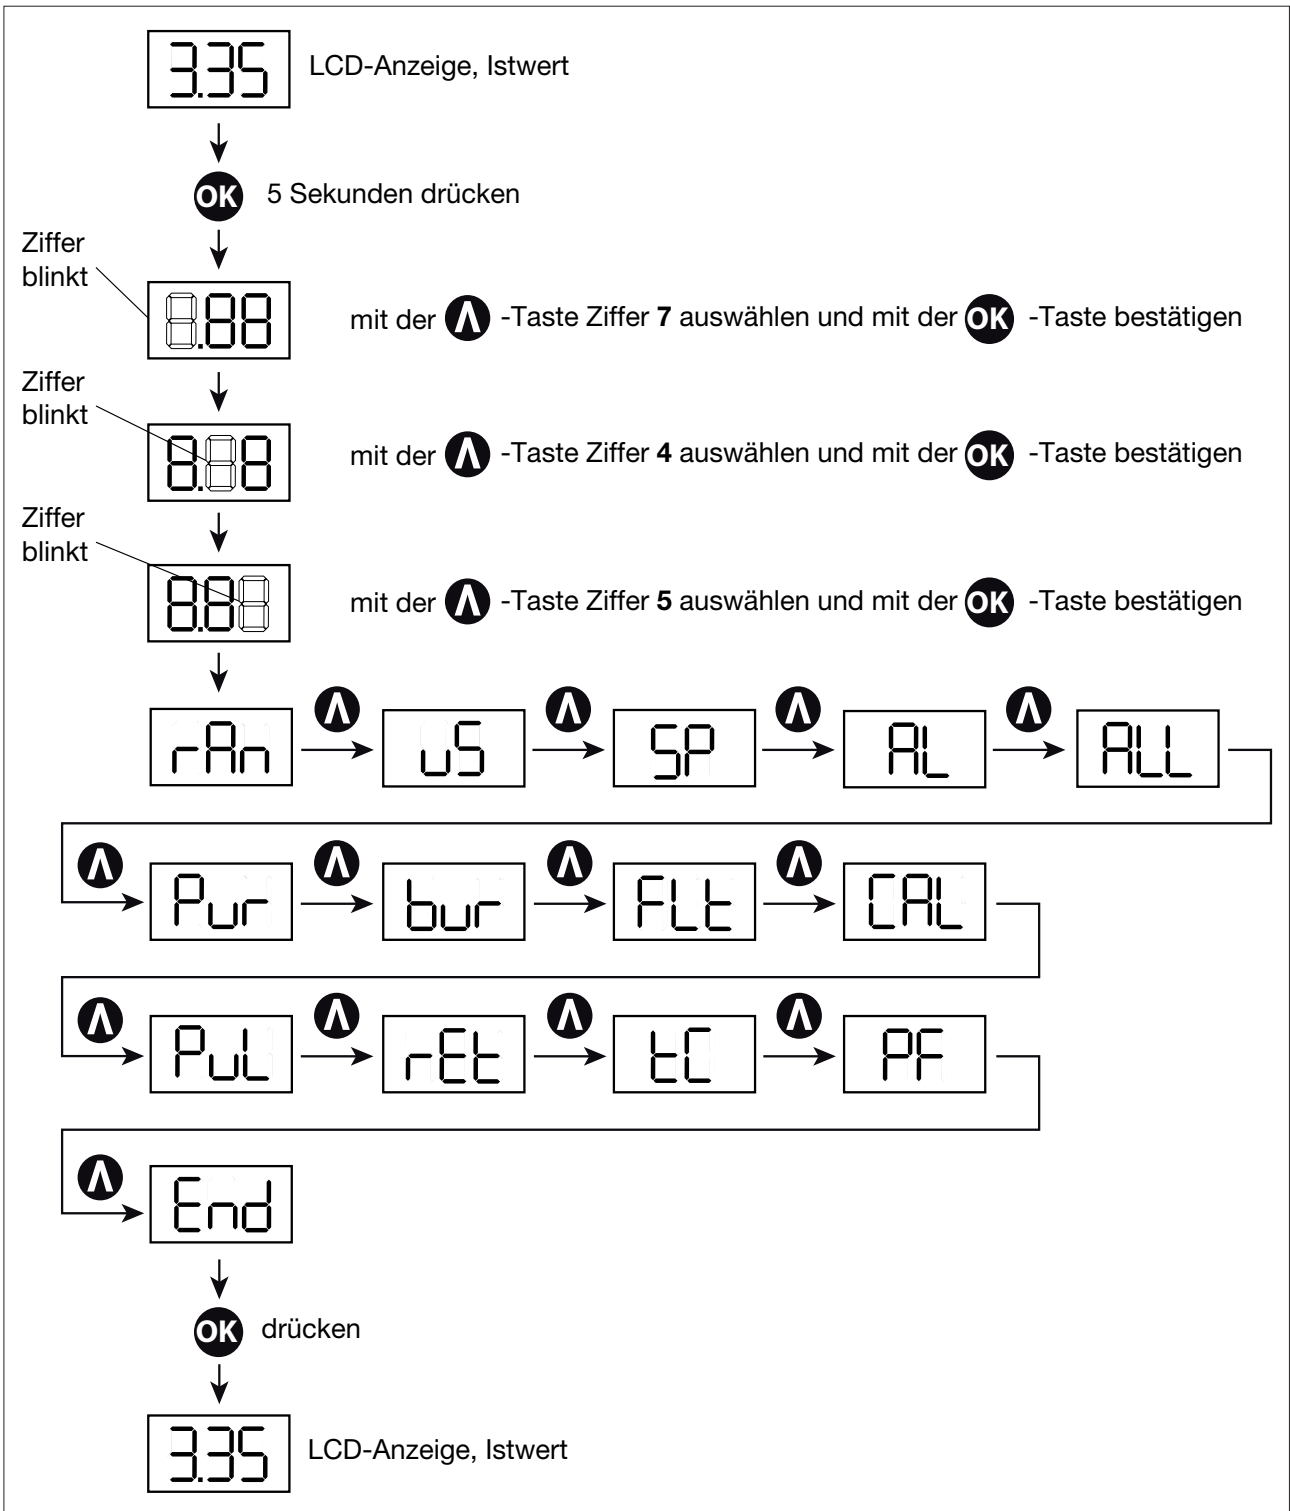 3.35 LCD-Anzeige, Istwert
OK 5 Sekunden drücken
Ziffer
blinkt
8.88 mit der Λ -Taste Ziffer 7 auswählen und mit der OK -Taste bestätigen
Ziffer
blinkt
8.88 mit der Λ -Taste Ziffer 4 auswählen und mit der OK -Taste bestätigen
Ziffer
blinkt
8.88 mit der Λ -Taste Ziffer 5 auswählen und mit der OK -Taste bestätigen
Λ Λ Λ Λ
rAn uS SP AL ALL
Λ Λ Λ Λ
Pur bur FLt CAL
Λ Λ Λ Λ
PuL rEt tC PF
Λ
End
OK drücken
3.35 LCD-Anzeige, Istwert